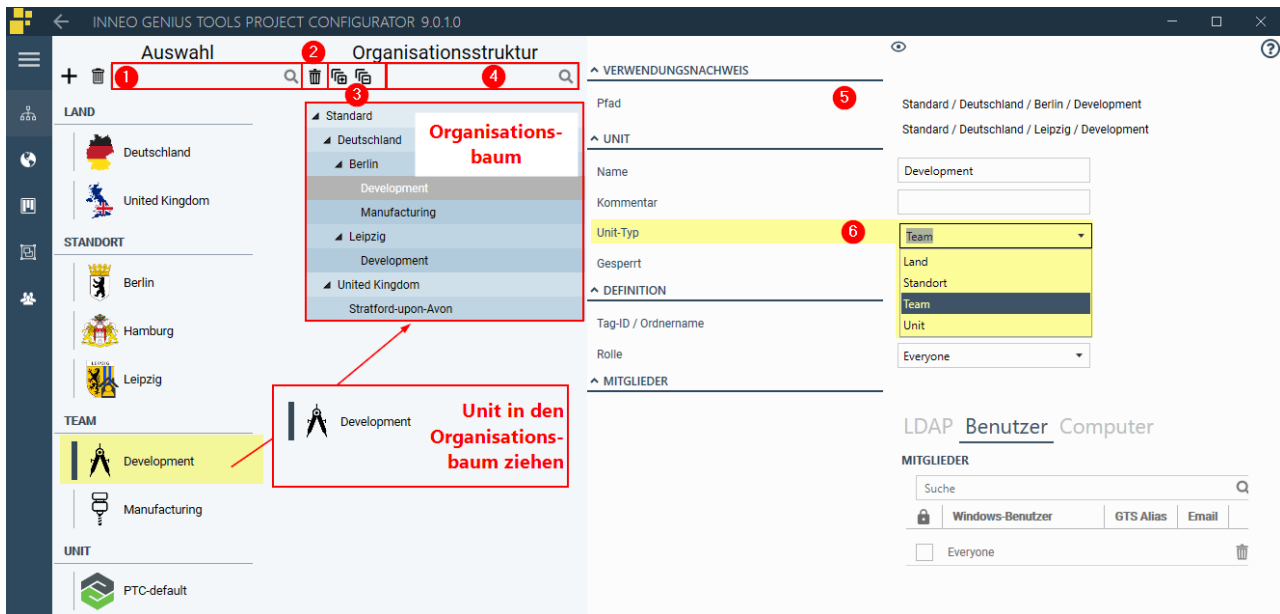 INNEO GENIUS TOOLS PROJECT CONFIGURATOR 9.0.1.0
Auswahl
1
LAND
Deutschland
United Kingdom
STANDORT
Berlin
Hamburg
Leipzig
TEAM
Development
Manufacturing
UNIT
PTC-default
2
Organisationsstruktur
3
4
Standard
Deutschland
Berlin
Development
Manufacturing
Leipzig
Development
United Kingdom
Stratford-upon-Avon
Organisations-
baum
Development
Unit in den
Organisations-
baum ziehen
VERWENDUNGSNACHWEIS
Pfad
5
Standard / Deutschland / Berlin / Development
Standard / Deutschland / Leipzig / Development
UNIT
Name
Development
Kommentar
Unit-Typ
6
Team
Land
Standort
Team
Unit
Gesperrt
DEFINITION
Tag-ID / Ordnername
Rolle
Everyone
MITGLIEDER
LDAP Benutzer Computer
MITGLIEDER
Suche
Windows-Benutzer GTS Alias Email
Everyone